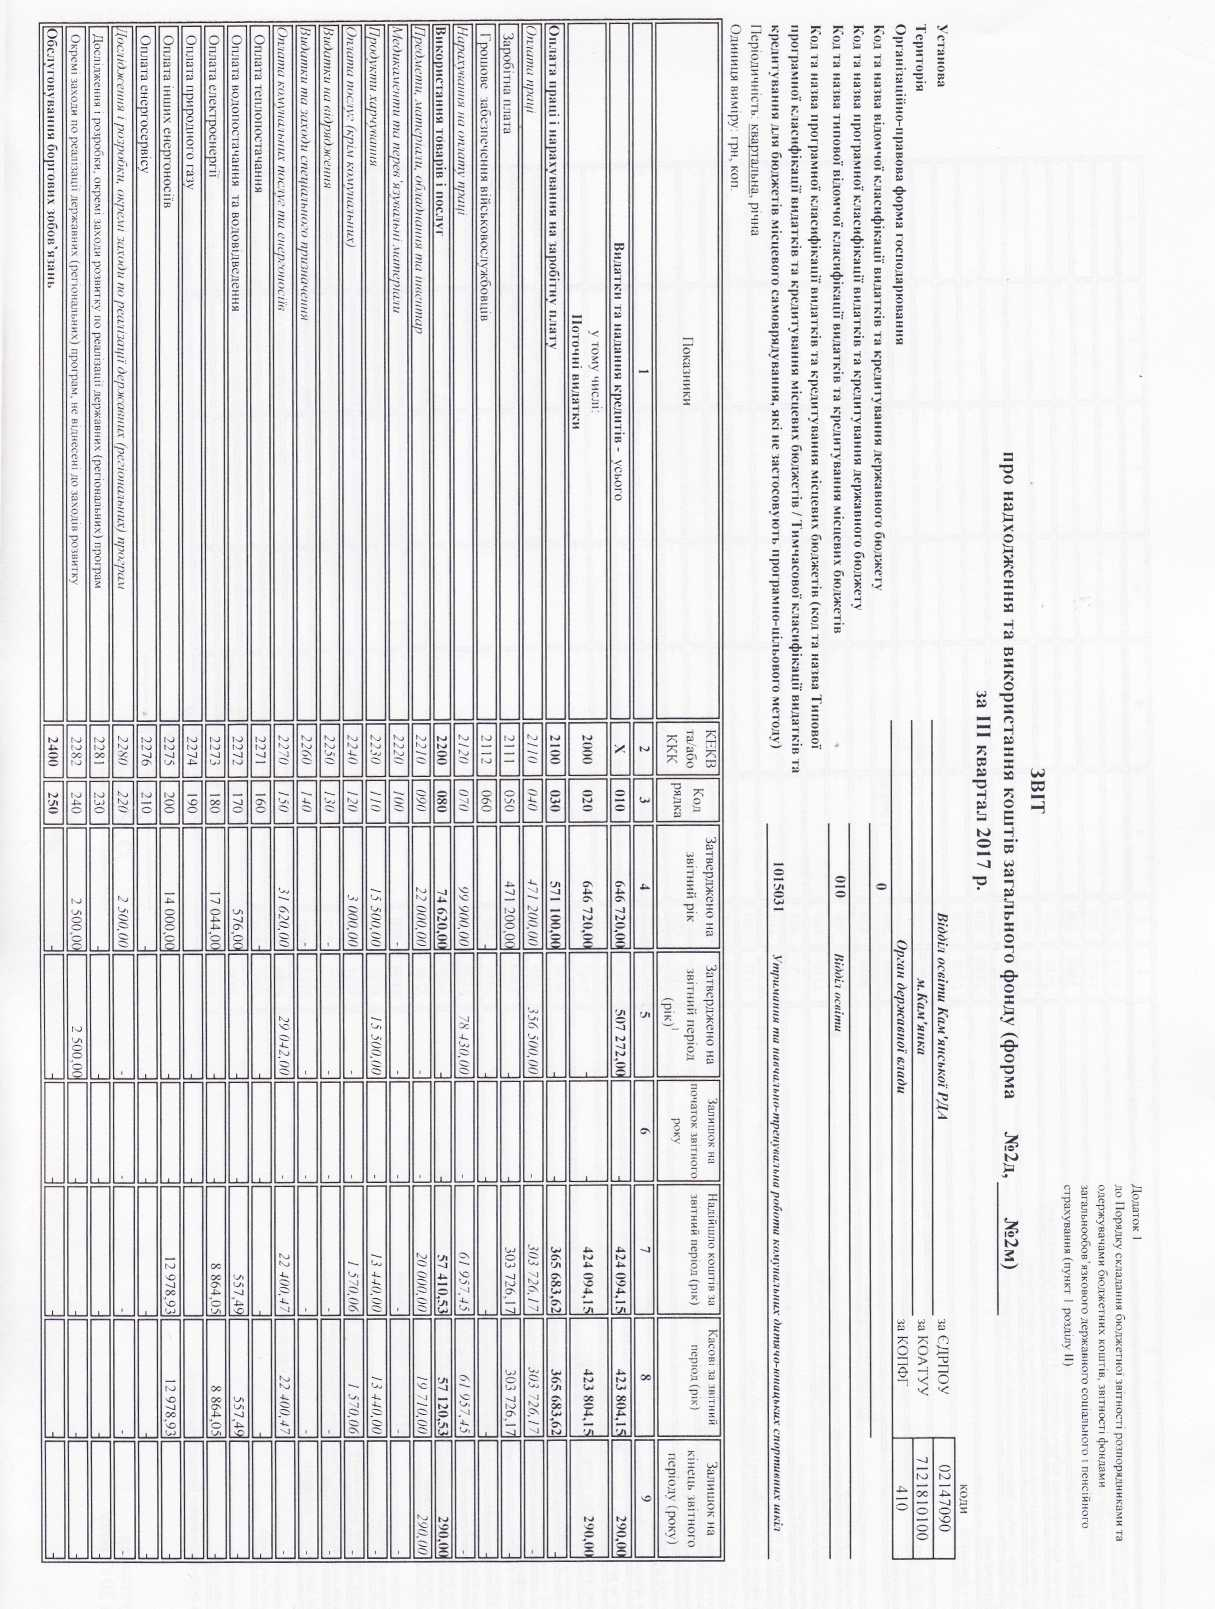 Додаток 1
до Порядку складання бюджетної звітності розпорядниками та
одержувачами бюджетних коштів, звітності фондами
загальнообов'язкового державного соціального і пенсійного
страхування (пункт 1 розділу II)
ЗВІТ
про надходження та використання коштів загального фонду (форма №2д, №2м)
за III квартал 2017 р.
коди
Установа Відділ освіти Кам'янської РДА за ЄДРПОУ 02147090
Територія м.Кам'янка за КОАТУУ 7121810100
Організаційно-правова форма господарювання Орган державної влади за КОПФГ 410
Код та назва відомчої класифікації видатків та кредитування державного бюджету 0
Код та назва програмної класифікації видатків та кредитування державного бюджету
Код та назва типової відомчої класифікації видатків та кредитування місцевих бюджетів 010 Відділ освіти
Код та назва програмної класифікації видатків та кредитування місцевих бюджетів (код та назва Типової
програмної класифікації видатків та кредитування місцевих бюджетів / Тимчасової класифікації видатків та
кредитування для бюджетів місцевого самоврядування, які не застосовують програмно-цільового методу) 1015031 Утримання та навчально-тренувальна роботи комунальних дитячо-юнацьких спортивних шкіл
Періодичність: квартальна, річна
Одиниця виміру: грн, коп.
Показники КЕКВ та/або ККК Код рядка Затверджено на звітний рік Затверджено на звітний період (рік)1 Залишок на початок звітного року Надійшло коштів за звітний період (рік) Касові за звітний період (рік) Залишок на кінець звітного періоду (року)
1 2 3 4 5 6 7 8 9
Видатки та надання кредитів - усього X 010 646 720,00 507 272,00 - 424 094,15 423 804,15 290,00
у тому числі:
Поточні видатки 2000 020 646 720,00 - - 424 094,15 423 804,15 290,00
Оплата праці і нарахування на заробітну плату 2100 030 571 100,00 - - 365 683,62 365 683,62 -
Оплата праці 2110 040 471 200,00 356 500,00 - 303 726,17 303 726,17 -
Заробітна плата 2111 050 471 200,00 - - 303 726,17 303 726,17 -
Грошове забезпечення військовослужбовців 2112 060 - - - - - -
Нарахування на оплату праці 2120 070 99 900,00 78 430,00 - 61 957,45 61 957,45 -
Використання товарів і послуг 2200 080 74 620,00 - - 57 410,53 57 120,53 290,00
Предмети, матеріали, обладнання та інвентар 2210 090 22 000,00 - - 20 000,00 19 710,00 290,00
Медикаменти та перев'язувальні матеріали 2220 100 - - - - - -
Продукти харчування 2230 110 15 500,00 15 500,00 - 13 440,00 13 440,00 -
Оплата послуг (крім комунальних) 2240 120 3 000,00 - - 1 570,06 1 570,06 -
Видатки на відрядження 2250 130 - - - - - -
Видатки та заходи спеціального призначення 2260 140 - - - - - -
Оплата комунальних послуг та енергоносіїв 2270 150 31 620,00 29 042,00 - 22 400,47 22 400,47 -
Оплата теплопостачання 2271 160 - - - - - -
Оплата водопостачання та водовідведення 2272 170 576,00 - - 557,49 557,49 -
Оплата електроенергії 2273 180 17 044,00 - - 8 864,05 8 864,05 -
Оплата природного газу 2274 190 - - - - -
Оплата інших енергоносіїв 2275 200 14 000,00 - - 12 978,93 12 978,93 -
Оплата енергосервісу 2276 210 - - - - - -
Дослідження і розробки, окремі заходи по реалізації державних (регіональних) програм 2280 220 2 500,00 - - - - -
Дослідження і розробки, окремі заходи розвитку по реалізації державних (регіональних) програм 2281 230 - - - - - -
Окремі заходи по реалізації державних (регіональних) програм, не віднесені до заходів розвитку 2282 240 2 500,00 2 500,00 - - - -
Обслуговування боргових зобов'язань 2400 250 - - - - - -